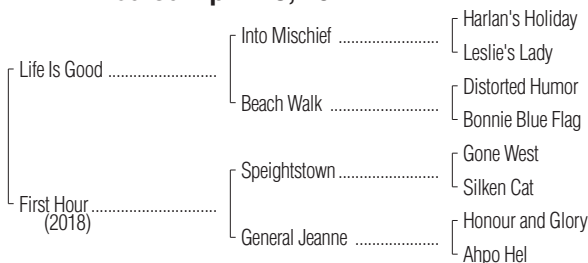 Harlan's Holiday
Into Mischief
Leslie's Lady
Life Is Good
Distorted Humor
Beach Walk
Bonnie Blue Flag
Gone West
Speightstown
Silken Cat
First Hour
(2018)
Honour and Glory
General Jeanne
Ahpo Hel